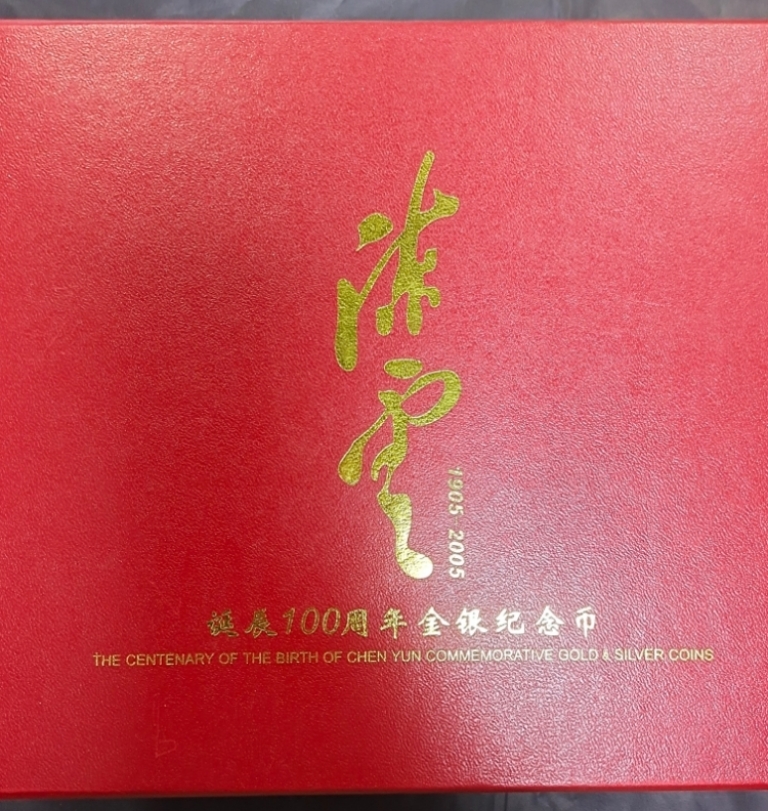 陈雲
1905-2005
诞辰100周年金银纪念币
THE CENTENARY OF THE BIRTH OF CHEN YUN COMMEMORATIVE GOLD & SILVER COINS